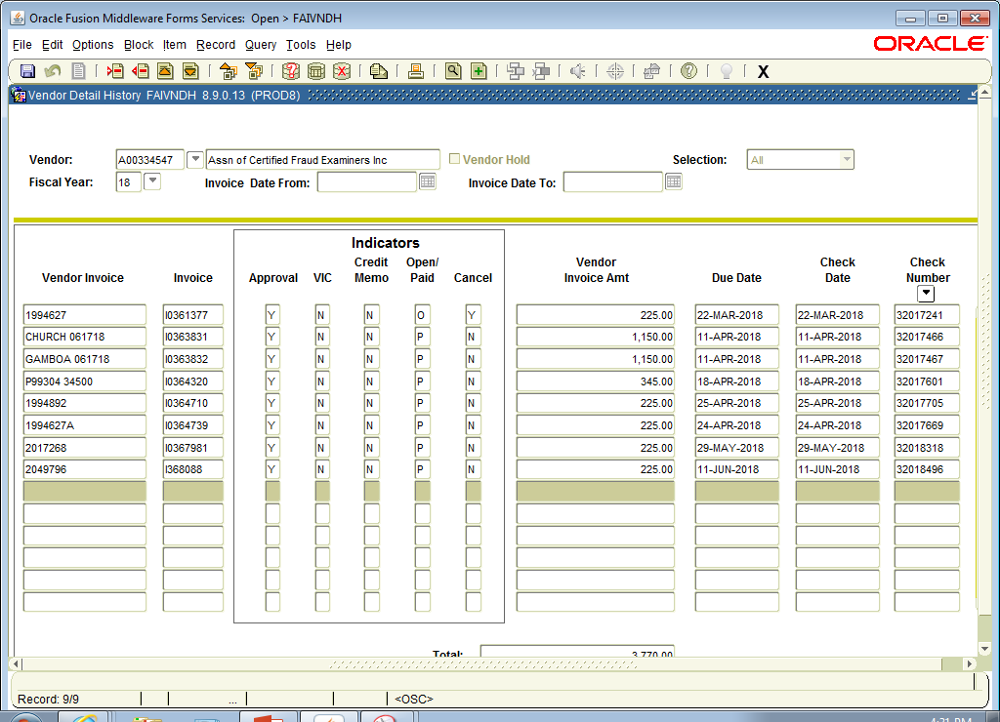 Oracle Fusion Middleware Forms Services: Open > FAIVNDH
File Edit Options Block Item Record Query Tools Help
ORACLE
X
Vendor Detail History FAIVNDH 8.9.0.13 (PROD8)
Vendor: A00334547 Assn of Certified Fraud Examiners Inc Vendor Hold Selection: All
Fiscal Year: 18 Invoice Date From: Invoice Date To:
Indicators
Vendor Invoice Invoice Approval VIC Credit Memo Open/ Paid Cancel Vendor Invoice Amt Due Date Check Date Check Number
1994627 I0361377 Y N N O Y 225.00 22-MAR-2018 22-MAR-2018 32017241
CHURCH 061718 I0363831 Y N N P N 1,150.00 11-APR-2018 11-APR-2018 32017466
GAMBOA 061718 I0363832 Y N N P N 1,150.00 11-APR-2018 11-APR-2018 32017467
P99304 34500 I0364320 Y N N P N 345.00 18-APR-2018 18-APR-2018 32017601
1994892 I0364710 Y N N P N 225.00 25-APR-2018 25-APR-2018 32017705
1994627A I0364739 Y N N P N 225.00 24-APR-2018 24-APR-2018 32017669
2017268 I0367981 Y N N P N 225.00 29-MAY-2018 29-MAY-2018 32018318
2049796 I368088 Y N N P N 225.00 11-JUN-2018 11-JUN-2018 32018496
Total: 3,770.00
Record: 9/9 ... <OSC>
4:21 PM